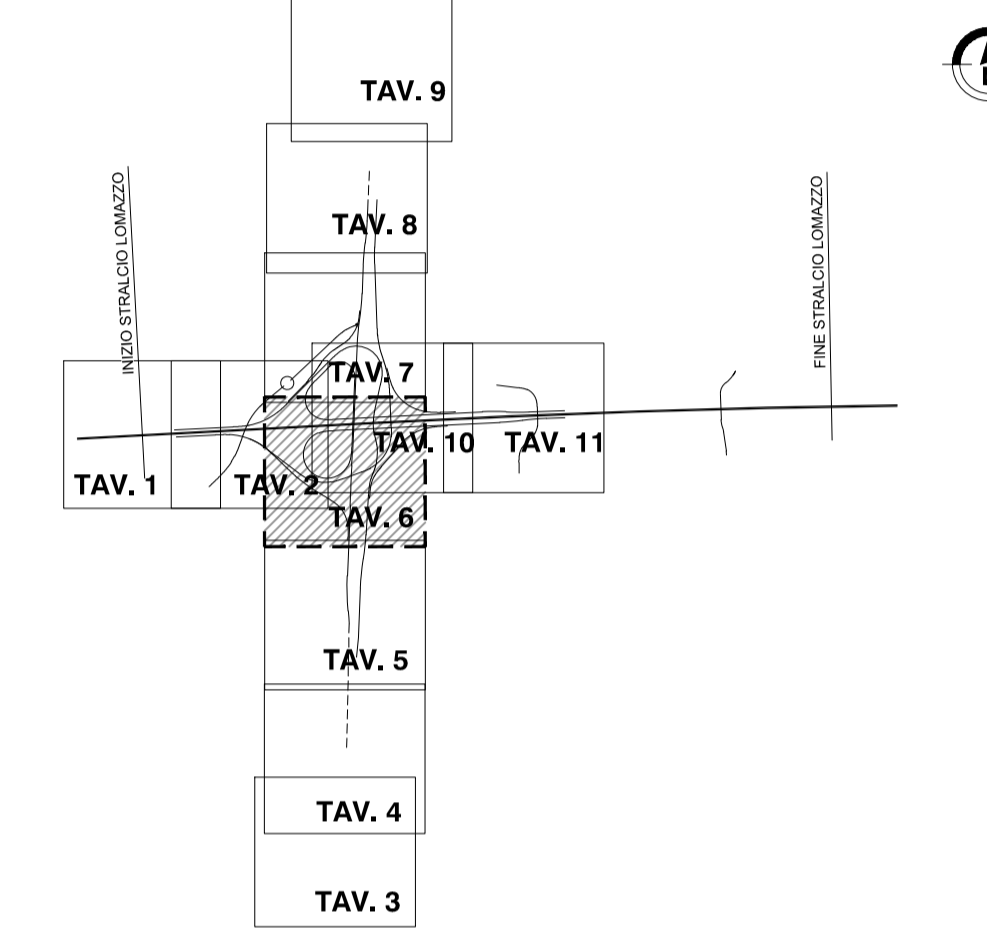 TAV. 9
TAV. 8
INIZIO STRALCIO LOMAZZO
FINE STRALCIO LOMAZZO
TAV. 7
TAV. 10
TAV. 11
TAV. 1
TAV. 2
TAV. 6
TAV. 5
TAV. 4
TAV. 3